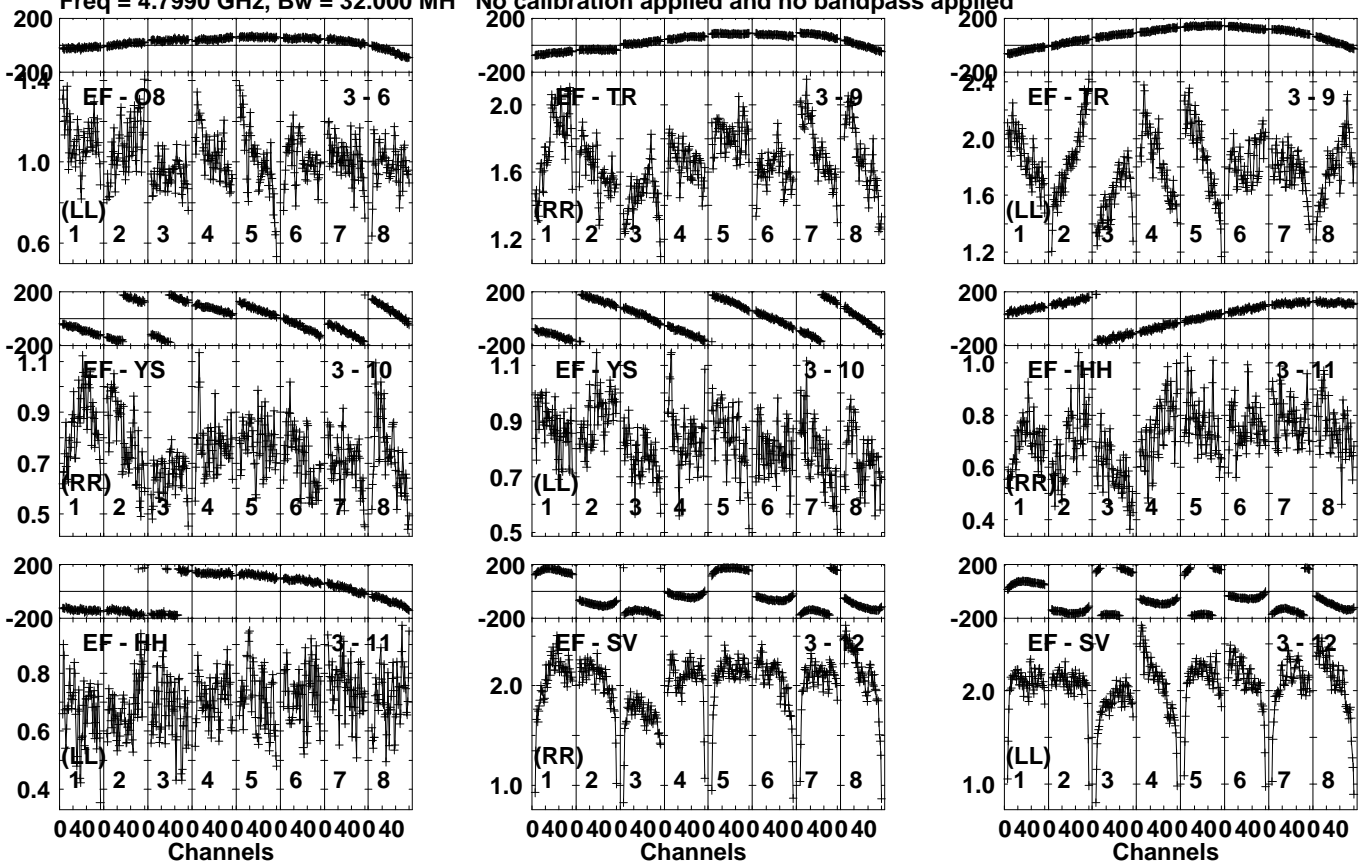 Freq = 4.7990 GHz, Bw = 32.000 MH No calibration applied and no bandpass applied
200
-200
1.4
1.0
0.6
EF - O8 3 - 6
(LL)
1 2 3 4 5 6 7 8
200
-200
2.0
1.6
1.2
EF - TR 3 - 9
(RR)
1 2 3 4 5 6 7 8
200
-200
2.4
2.0
1.6
1.2
EF - TR 3 - 9
(LL)
1 2 3 4 5 6 7 8
200
-200
1.1
0.9
0.7
0.5
EF - YS 3 - 10
(RR)
1 2 3 4 5 6 7 8
200
-200
1.1
0.9
0.7
0.5
EF - YS 3 - 10
(LL)
1 2 3 4 5 6 7 8
200
-200
1.0
0.8
0.6
0.4
EF - HH 3 - 11
(RR)
1 2 3 4 5 6 7 8
200
-200
0.8
0.6
0.4
EF - HH 3 - 11
(LL)
1 2 3 4 5 6 7 8
0 40 0 40 0 40 0 40 0 40 0 40 0 40 0 40
Channels
200
-200
2.0
1.0
EF - SV 3 - 12
(RR)
1 2 3 4 5 6 7 8
0 40 0 40 0 40 0 40 0 40 0 40 0 40 0 40
Channels
200
-200
2.0
1.0
EF - SV 3 - 12
(LL)
1 2 3 4 5 6 7 8
0 40 0 40 0 40 0 40 0 40 0 40 0 40 0 40
Channels